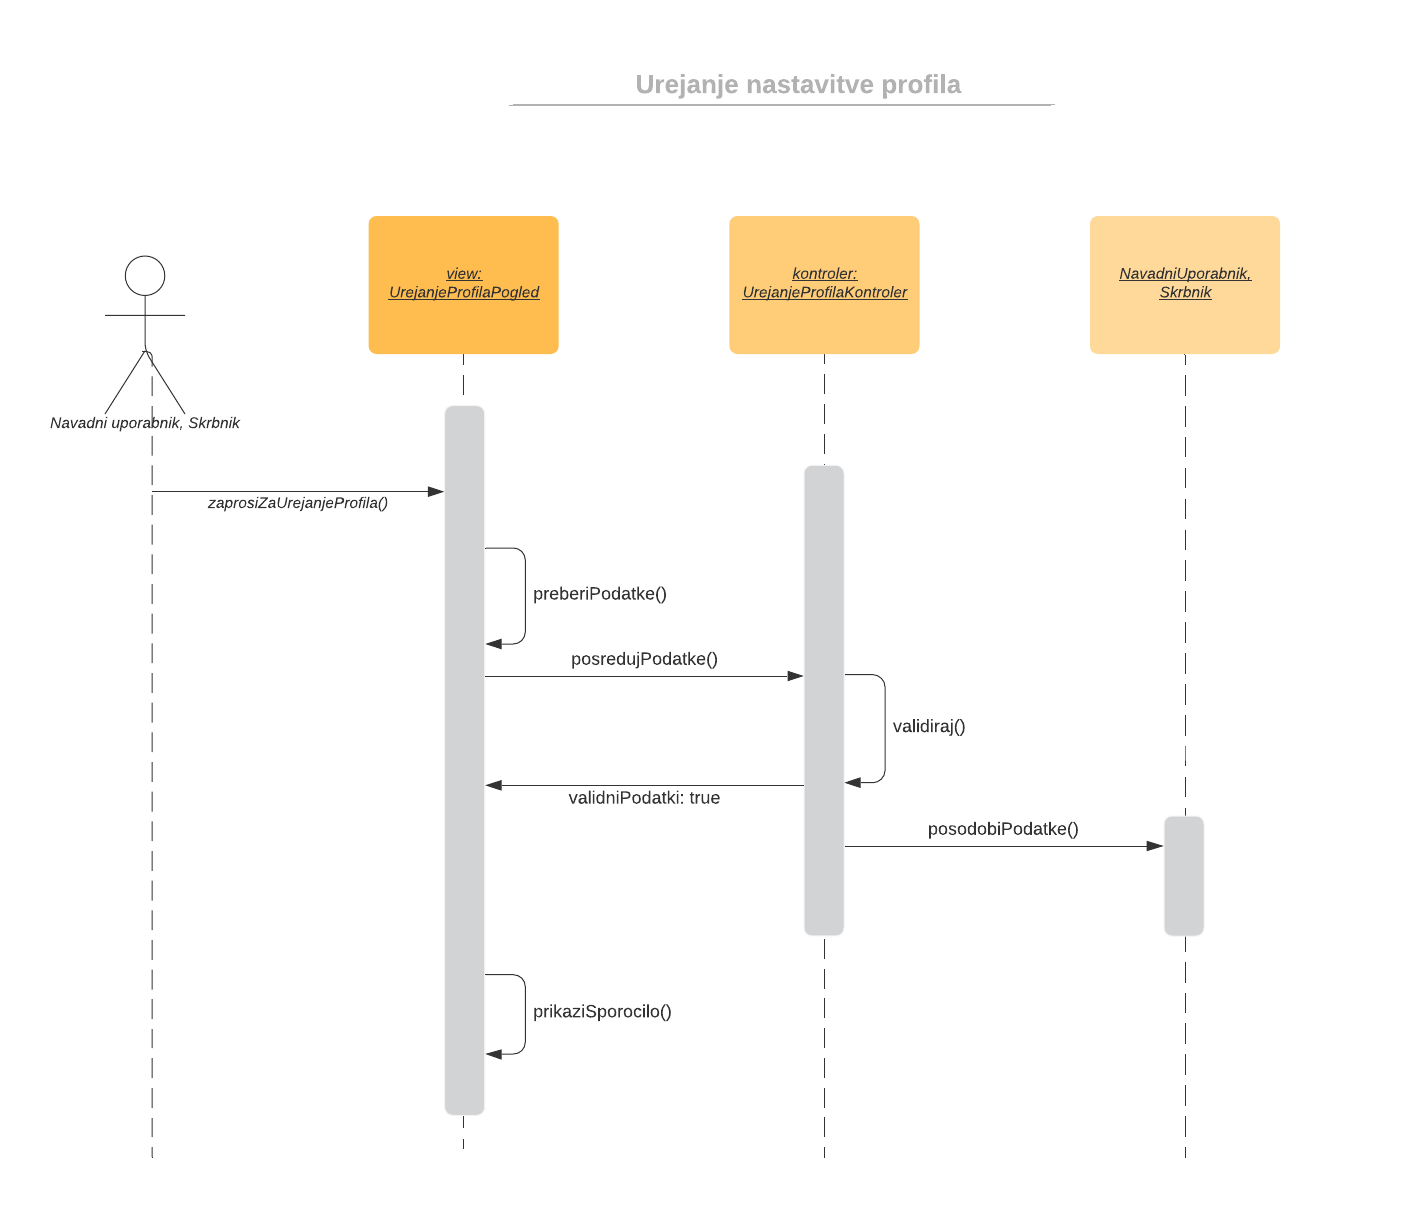 Urejanje nastavitve profila
view:
UrejanjeProfilaPogled
kontroler:
UrejanjeProfilaKontroler
NavadniUporabnik,
Skrbnik
Navadni uporabnik, Skrbnik
zaprosiZaUrejanjeProfila()
preberiPodatke()
posredujPodatke()
validiraj()
validniPodatki: true
posodobiPodatke()
prikaziSporocilo()